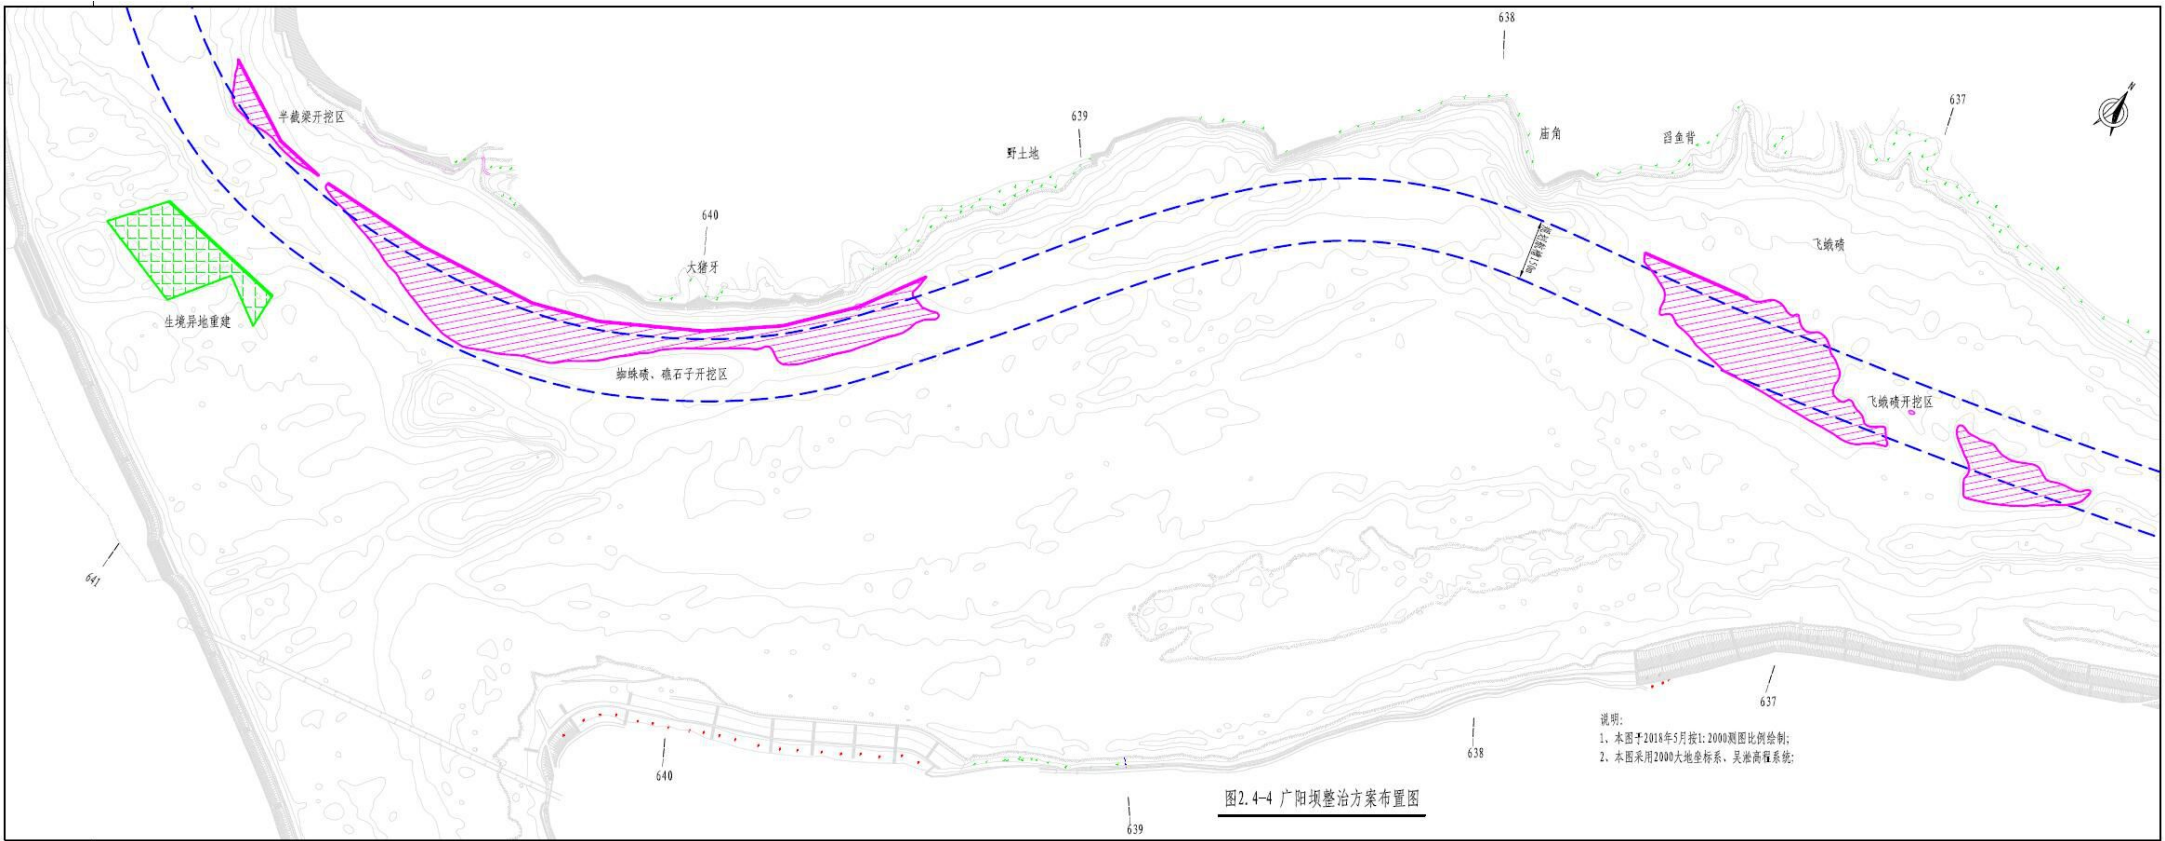 638
637
N
半截梁开挖区
639
庙角
野土地
640
飞蛾碛
大猪牙
生境异地重建
蜘蛛碛、礁石子开挖区
飞蛾碛开挖区
641
637
说明:
1、本图于2018年5月按1:2000测图比例绘制;
2、本图采用2000大地坐标系、吴淞高程系统;
638
640
图2.4-4 广阳坝整治方案布置图
639